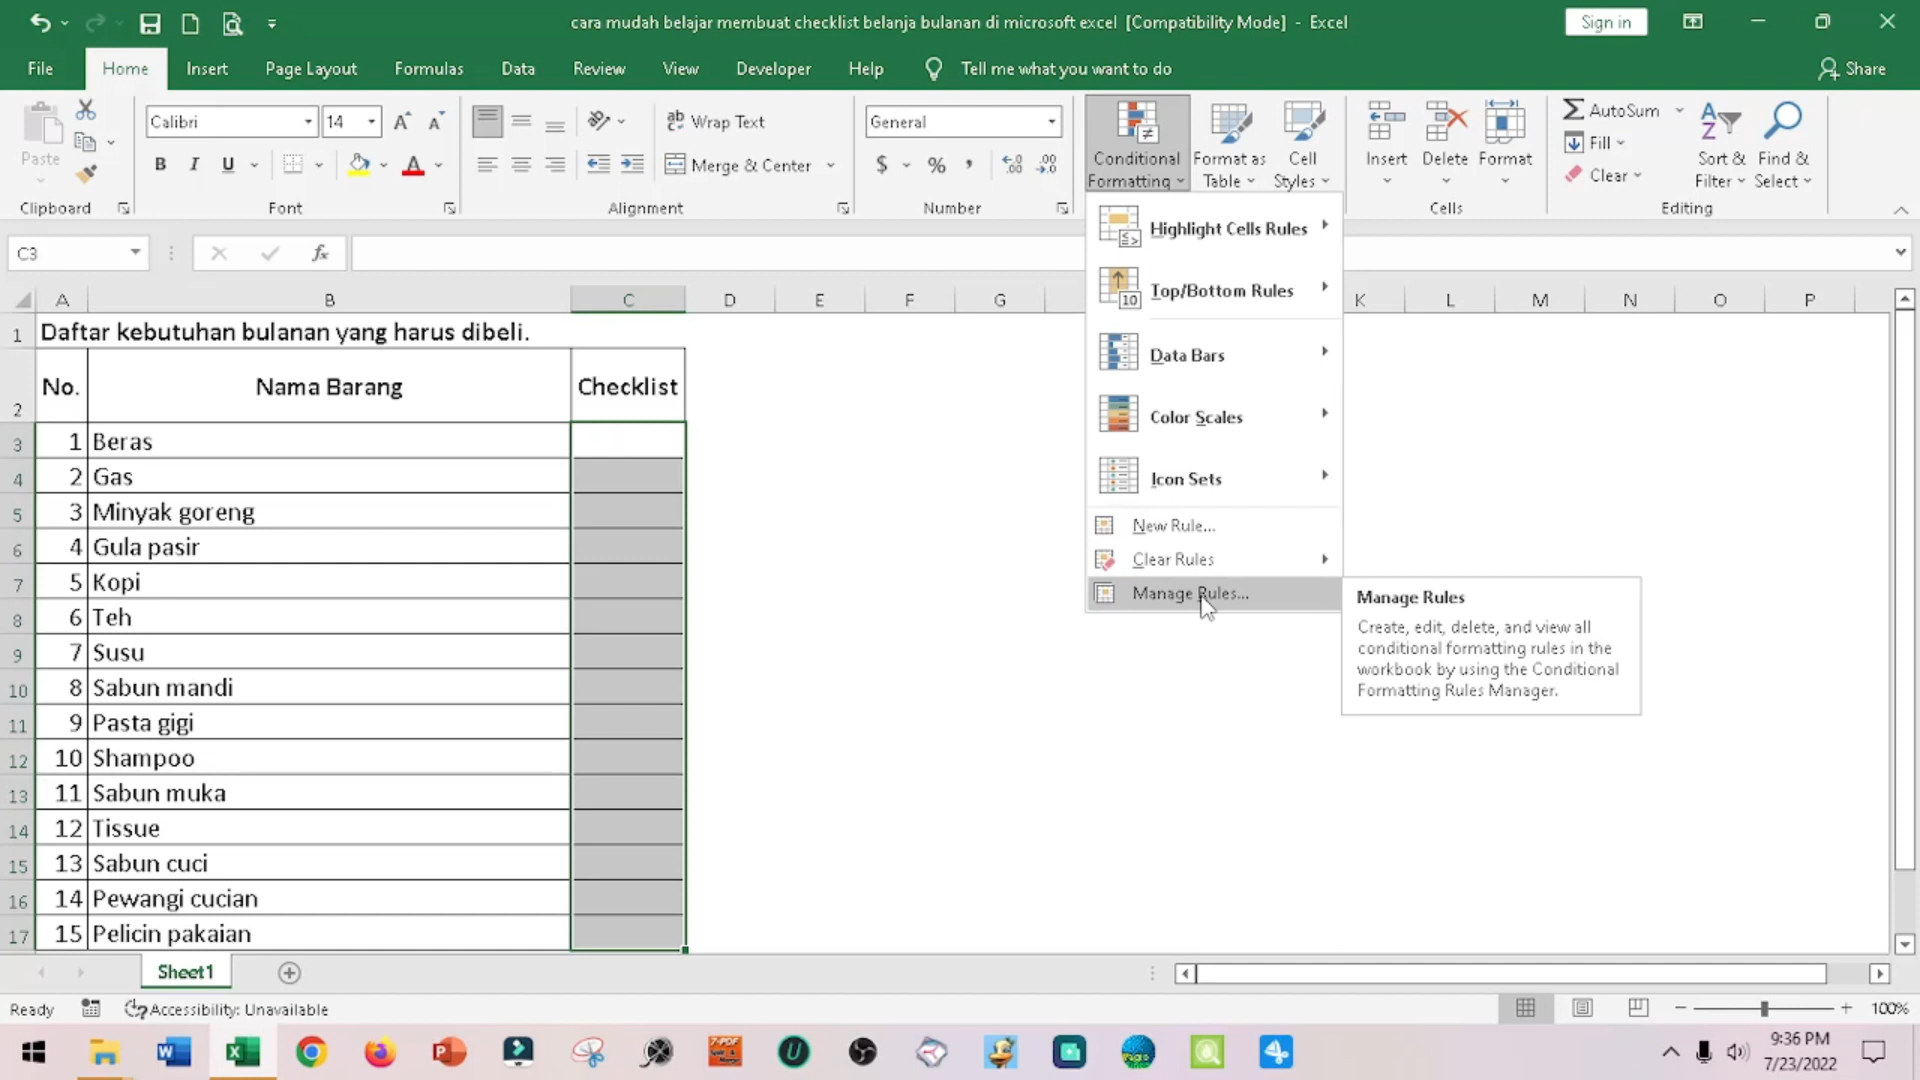 cara mudah belajar membuat checklist belanja bulanan di microsoft excel [Compatibility Mode] - Excel
Sign in
File Home Insert Page Layout Formulas Data Review View Developer Help Tell me what you want to do Share
Calibri 14 Wrap Text General AutoSum
Paste Conditional Formatting Format as Table Cell Styles Insert Delete Format Fill Sort & Filter Find & Select
B I U Merge & Center $ % , Clear
Clipboard Font Alignment Number Cells Editing
C3 fx
Highlight Cells Rules
Top/Bottom Rules
Data Bars
Color Scales
Icon Sets
New Rule...
Clear Rules
Manage Rules...
Manage Rules
Create, edit, delete, and view all
conditional formatting rules in the
workbook by using the Conditional
Formatting Rules Manager.
A B C D E F G K L M N O P
1 Daftar kebutuhan bulanan yang harus dibeli.
2 No. Nama Barang Checklist
3 1 Beras
4 2 Gas
5 3 Minyak goreng
6 4 Gula pasir
7 5 Kopi
8 6 Teh
9 7 Susu
10 8 Sabun mandi
11 9 Pasta gigi
12 10 Shampoo
13 11 Sabun muka
14 12 Tissue
15 13 Sabun cuci
16 14 Pewangi cucian
17 15 Pelicin pakaian
Sheet1
Ready Accessibility: Unavailable 100%
9:36 PM
7/23/2022